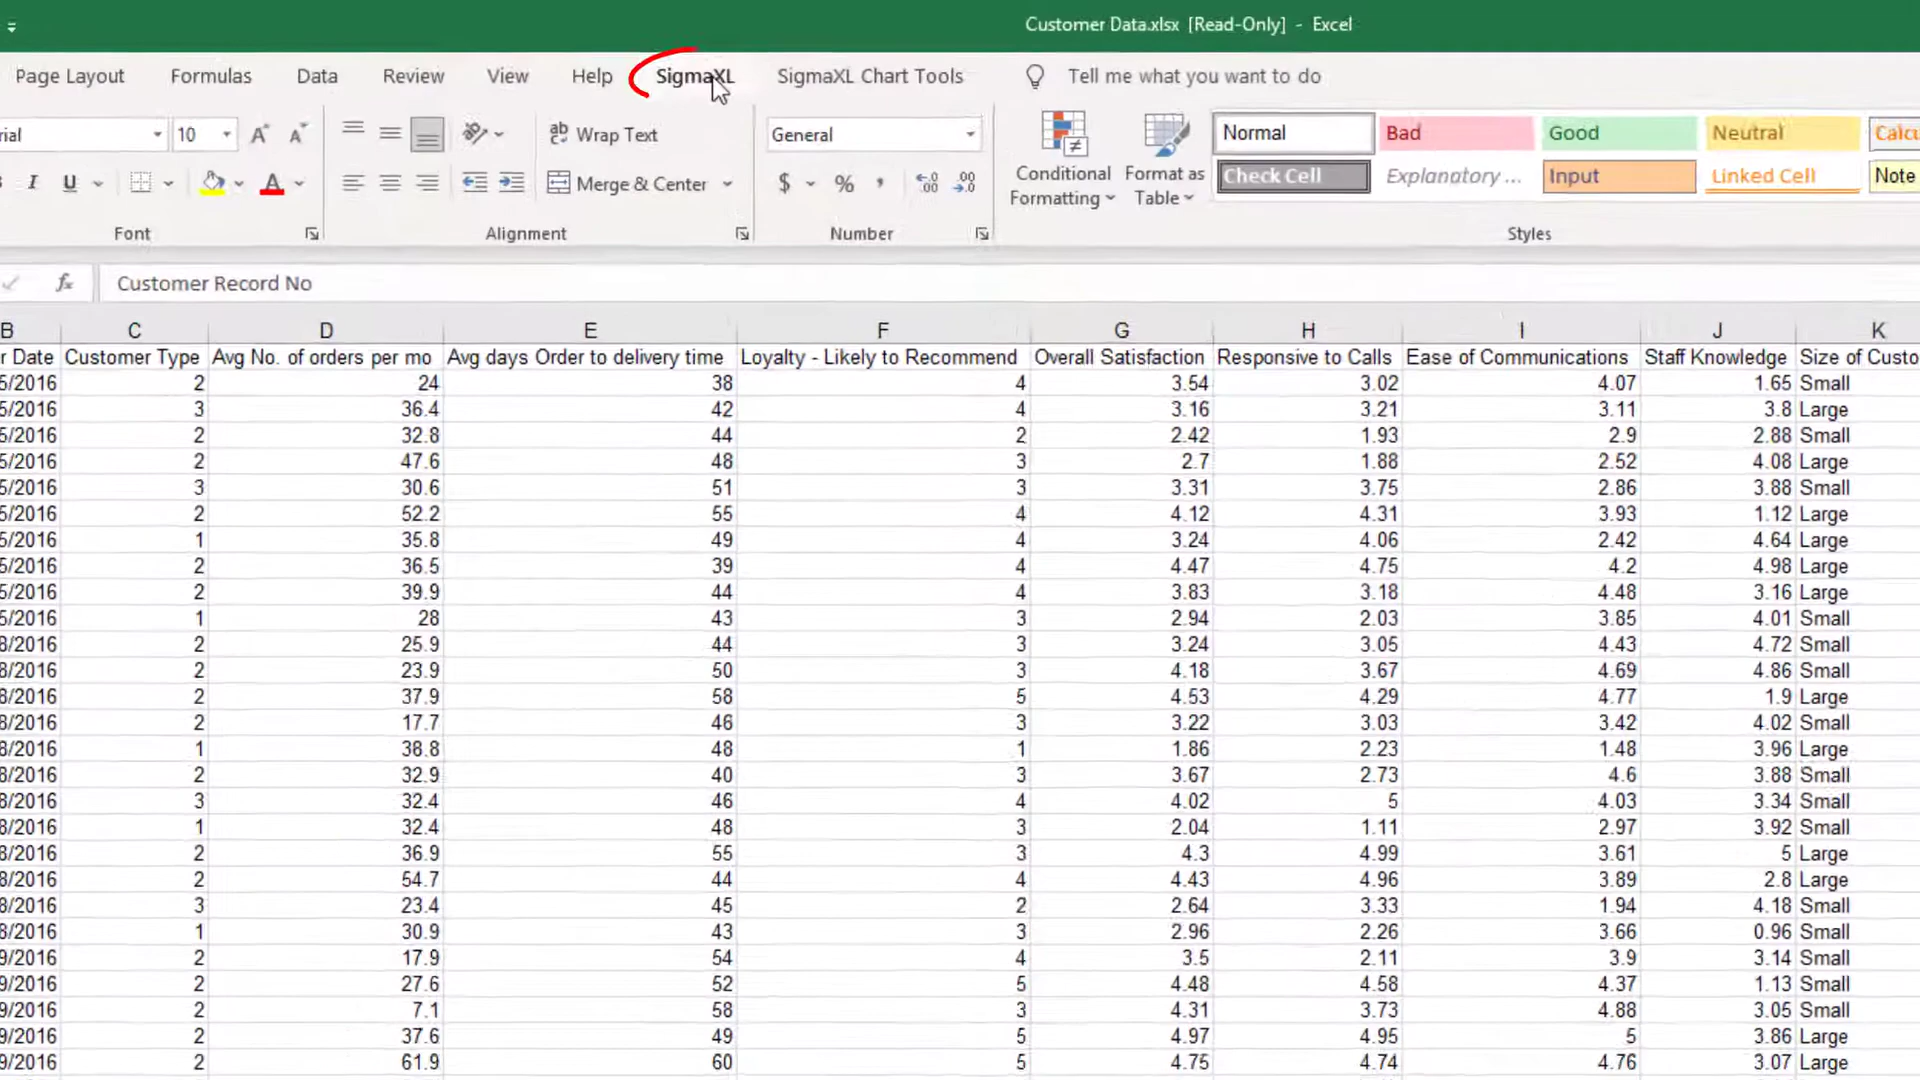 Customer Data.xlsx [Read-Only] - Excel
Page Layout Formulas Data Review View Help SigmaXL SigmaXL Chart Tools Tell me what you want to do
10 ab Wrap Text General Normal Bad Good Neutral
I U Merge & Center $ % , Conditional Formatting Format as Table Check Cell Explanatory ... Input Linked Cell Note
Font Alignment Number Styles
fx Customer Record No
B C D E F G H I J K
Date Customer Type Avg No. of orders per mo Avg days Order to delivery time Loyalty - Likely to Recommend Overall Satisfaction Responsive to Calls Ease of Communications Staff Knowledge Size of Custo
5/2016 2 24 38 4 3.54 3.02 4.07 1.65 Small
5/2016 3 36.4 42 4 3.16 3.21 3.11 3.8 Large
5/2016 2 32.8 44 2 2.42 1.93 2.9 2.88 Small
5/2016 2 47.6 48 3 2.7 1.88 2.52 4.08 Large
5/2016 3 30.6 51 3 3.31 3.75 2.86 3.88 Small
5/2016 2 52.2 55 4 4.12 4.31 3.93 1.12 Large
5/2016 1 35.8 49 4 3.24 4.06 2.42 4.64 Large
5/2016 2 36.5 39 4 4.47 4.75 4.2 4.98 Large
5/2016 2 39.9 44 4 3.83 3.18 4.48 3.16 Large
5/2016 1 28 43 3 2.94 2.03 3.85 4.01 Small
8/2016 2 25.9 44 3 3.24 3.05 4.43 4.72 Small
8/2016 2 23.9 50 3 4.18 3.67 4.69 4.86 Small
8/2016 2 37.9 58 5 4.53 4.29 4.77 1.9 Large
8/2016 2 17.7 46 3 3.22 3.03 3.42 4.02 Small
8/2016 1 38.8 48 1 1.86 2.23 1.48 3.96 Large
8/2016 2 32.9 40 3 3.67 2.73 4.6 3.88 Small
8/2016 3 32.4 46 4 4.02 5 4.03 3.34 Small
8/2016 1 32.4 48 3 2.04 1.11 2.97 3.92 Small
8/2016 2 36.9 55 3 4.3 4.99 3.61 5 Large
8/2016 2 54.7 44 4 4.43 4.96 3.89 2.8 Large
8/2016 3 23.4 45 2 2.64 3.33 1.94 4.18 Small
8/2016 1 30.9 43 3 2.96 2.26 3.66 0.96 Small
9/2016 2 17.9 54 4 3.5 2.11 3.9 3.14 Small
9/2016 2 27.6 52 5 4.48 4.58 4.37 1.13 Small
9/2016 2 7.1 58 3 4.31 3.73 4.88 3.05 Small
9/2016 2 37.6 49 5 4.97 4.95 5 3.86 Large
9/2016 2 61.9 60 5 4.75 4.74 4.76 3.07 Large